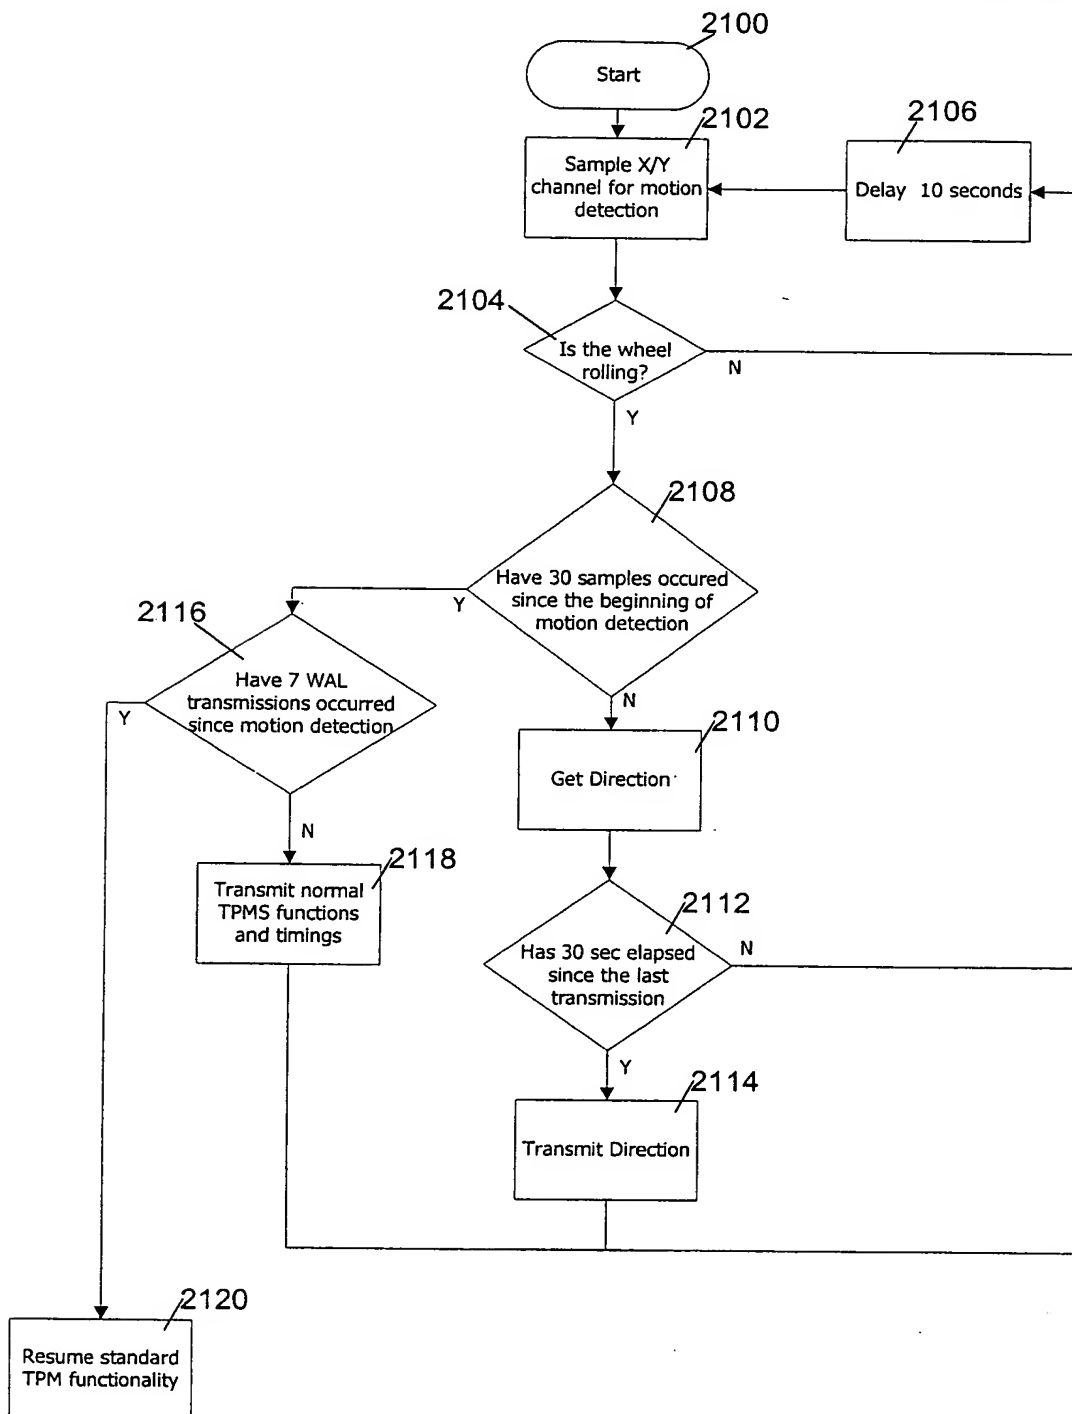 2100
Start
2102
2106
Sample X/Y
channel for motion
detection
Delay 10 seconds
2104
Is the wheel
rolling?
N
Y
2108
Have 30 samples occured
since the beginning of
motion detection
Y
N
2116
Have 7 WAL
transmissions occurred
since motion detection
Y
N
2110
Get Direction
2118
Transmit normal
TPMS functions
and timings
2112
Has 30 sec elapsed
since the last
transmission
N
Y
2114
Transmit Direction
2120
Resume standard
TPM functionality